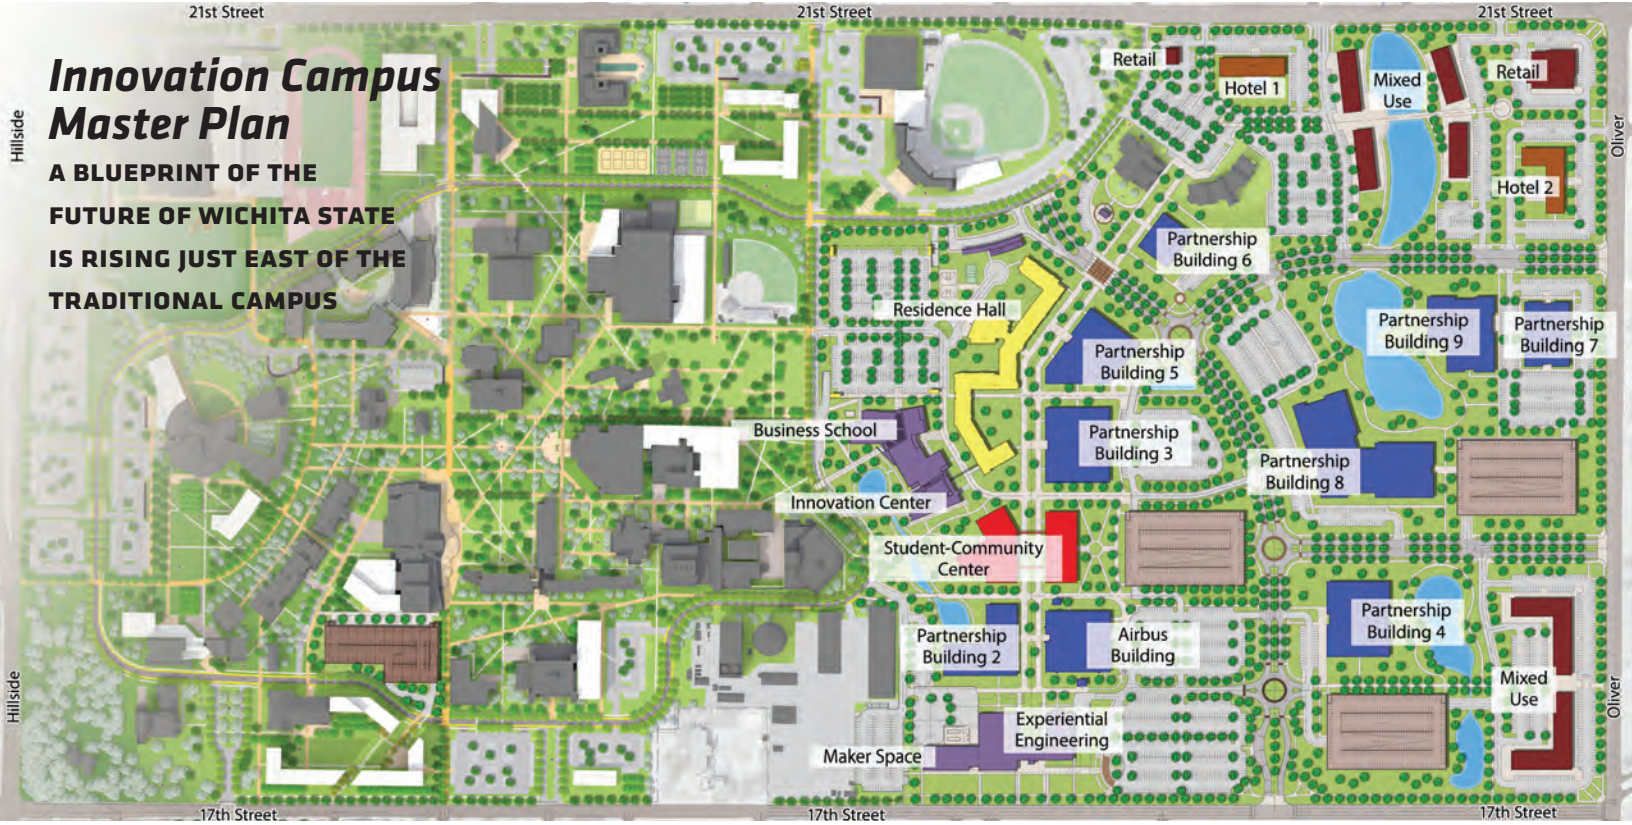 21st Street
21st Street
21st Street
Innovation Campus
Master Plan
A BLUEPRINT OF THE
FUTURE OF WICHITA STATE
IS RISING JUST EAST OF THE
TRADITIONAL CAMPUS
Hillside
Hillside
Retail
Hotel 1
Mixed
Use
Retail
Oliver
Hotel 2
Partnership
Building 6
Residence Hall
Partnership
Building 5
Partnership
Building 9
Partnership
Building 7
Business School
Partnership
Building 3
Partnership
Building 8
Innovation Center
Student-Community
Center
Partnership
Building 2
Airbus
Building
Partnership
Building 4
Mixed
Use
Oliver
Experiential
Engineering
Maker Space
17th Street
17th Street
17th Street